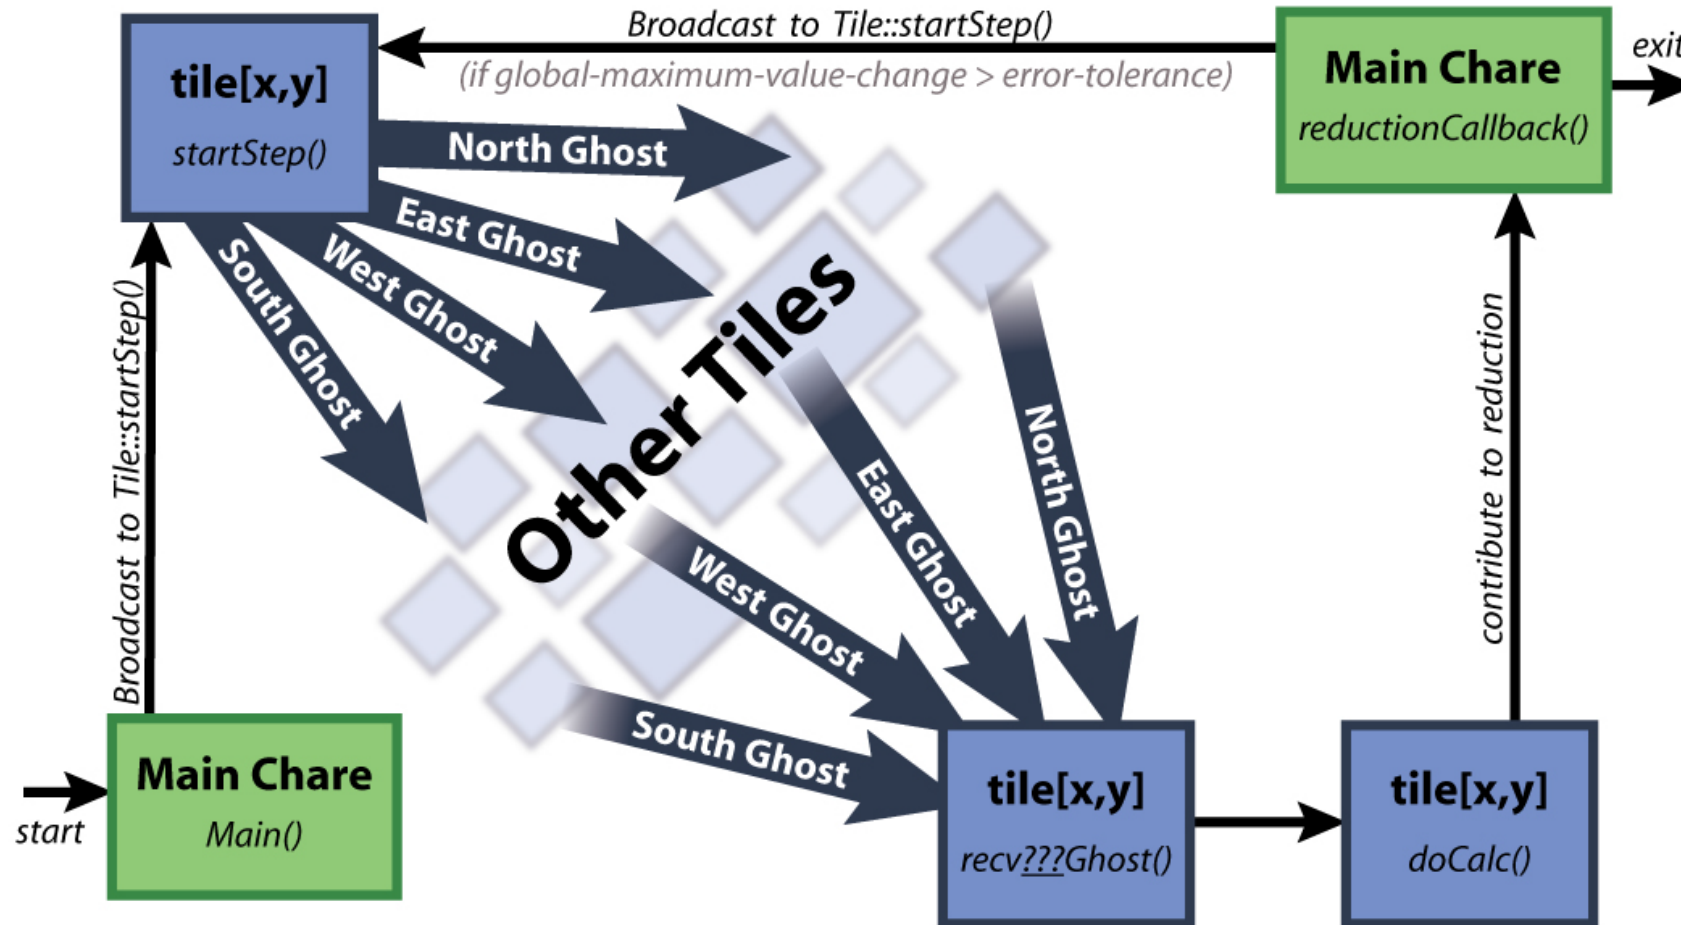 Broadcast to Tile::startStep()
(if global-maximum-value-change > error-tolerance)
tile[x,y]
startStep()
Main Chare
reductionCallback()
exit
North Ghost
East Ghost
West Ghost
South Ghost
Other Tiles
Broadcast to Tile::startStep()
North Ghost
East Ghost
West Ghost
South Ghost
contribute to reduction
start
Main Chare
Main()
tile[x,y]
recv???Ghost()
tile[x,y]
doCalc()